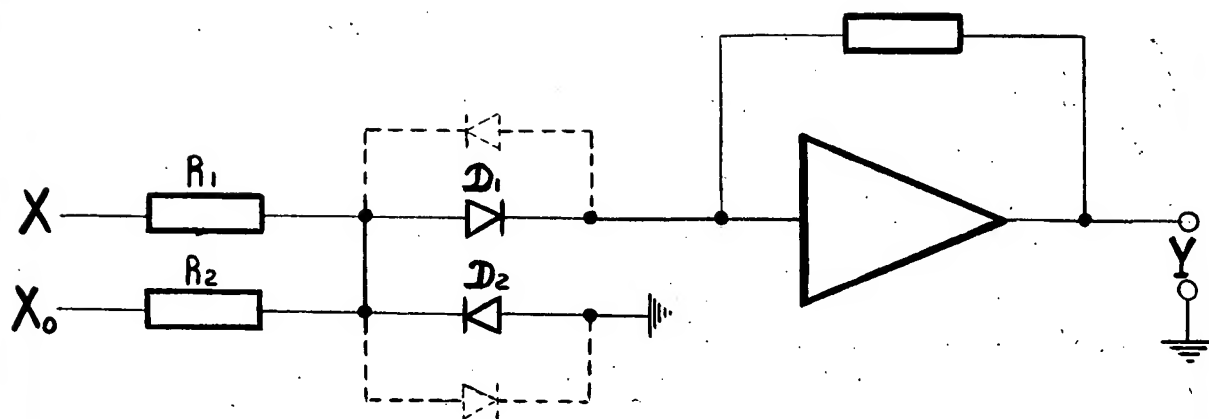 R₁
D₁
X
R₂
D₂
X₀
Y